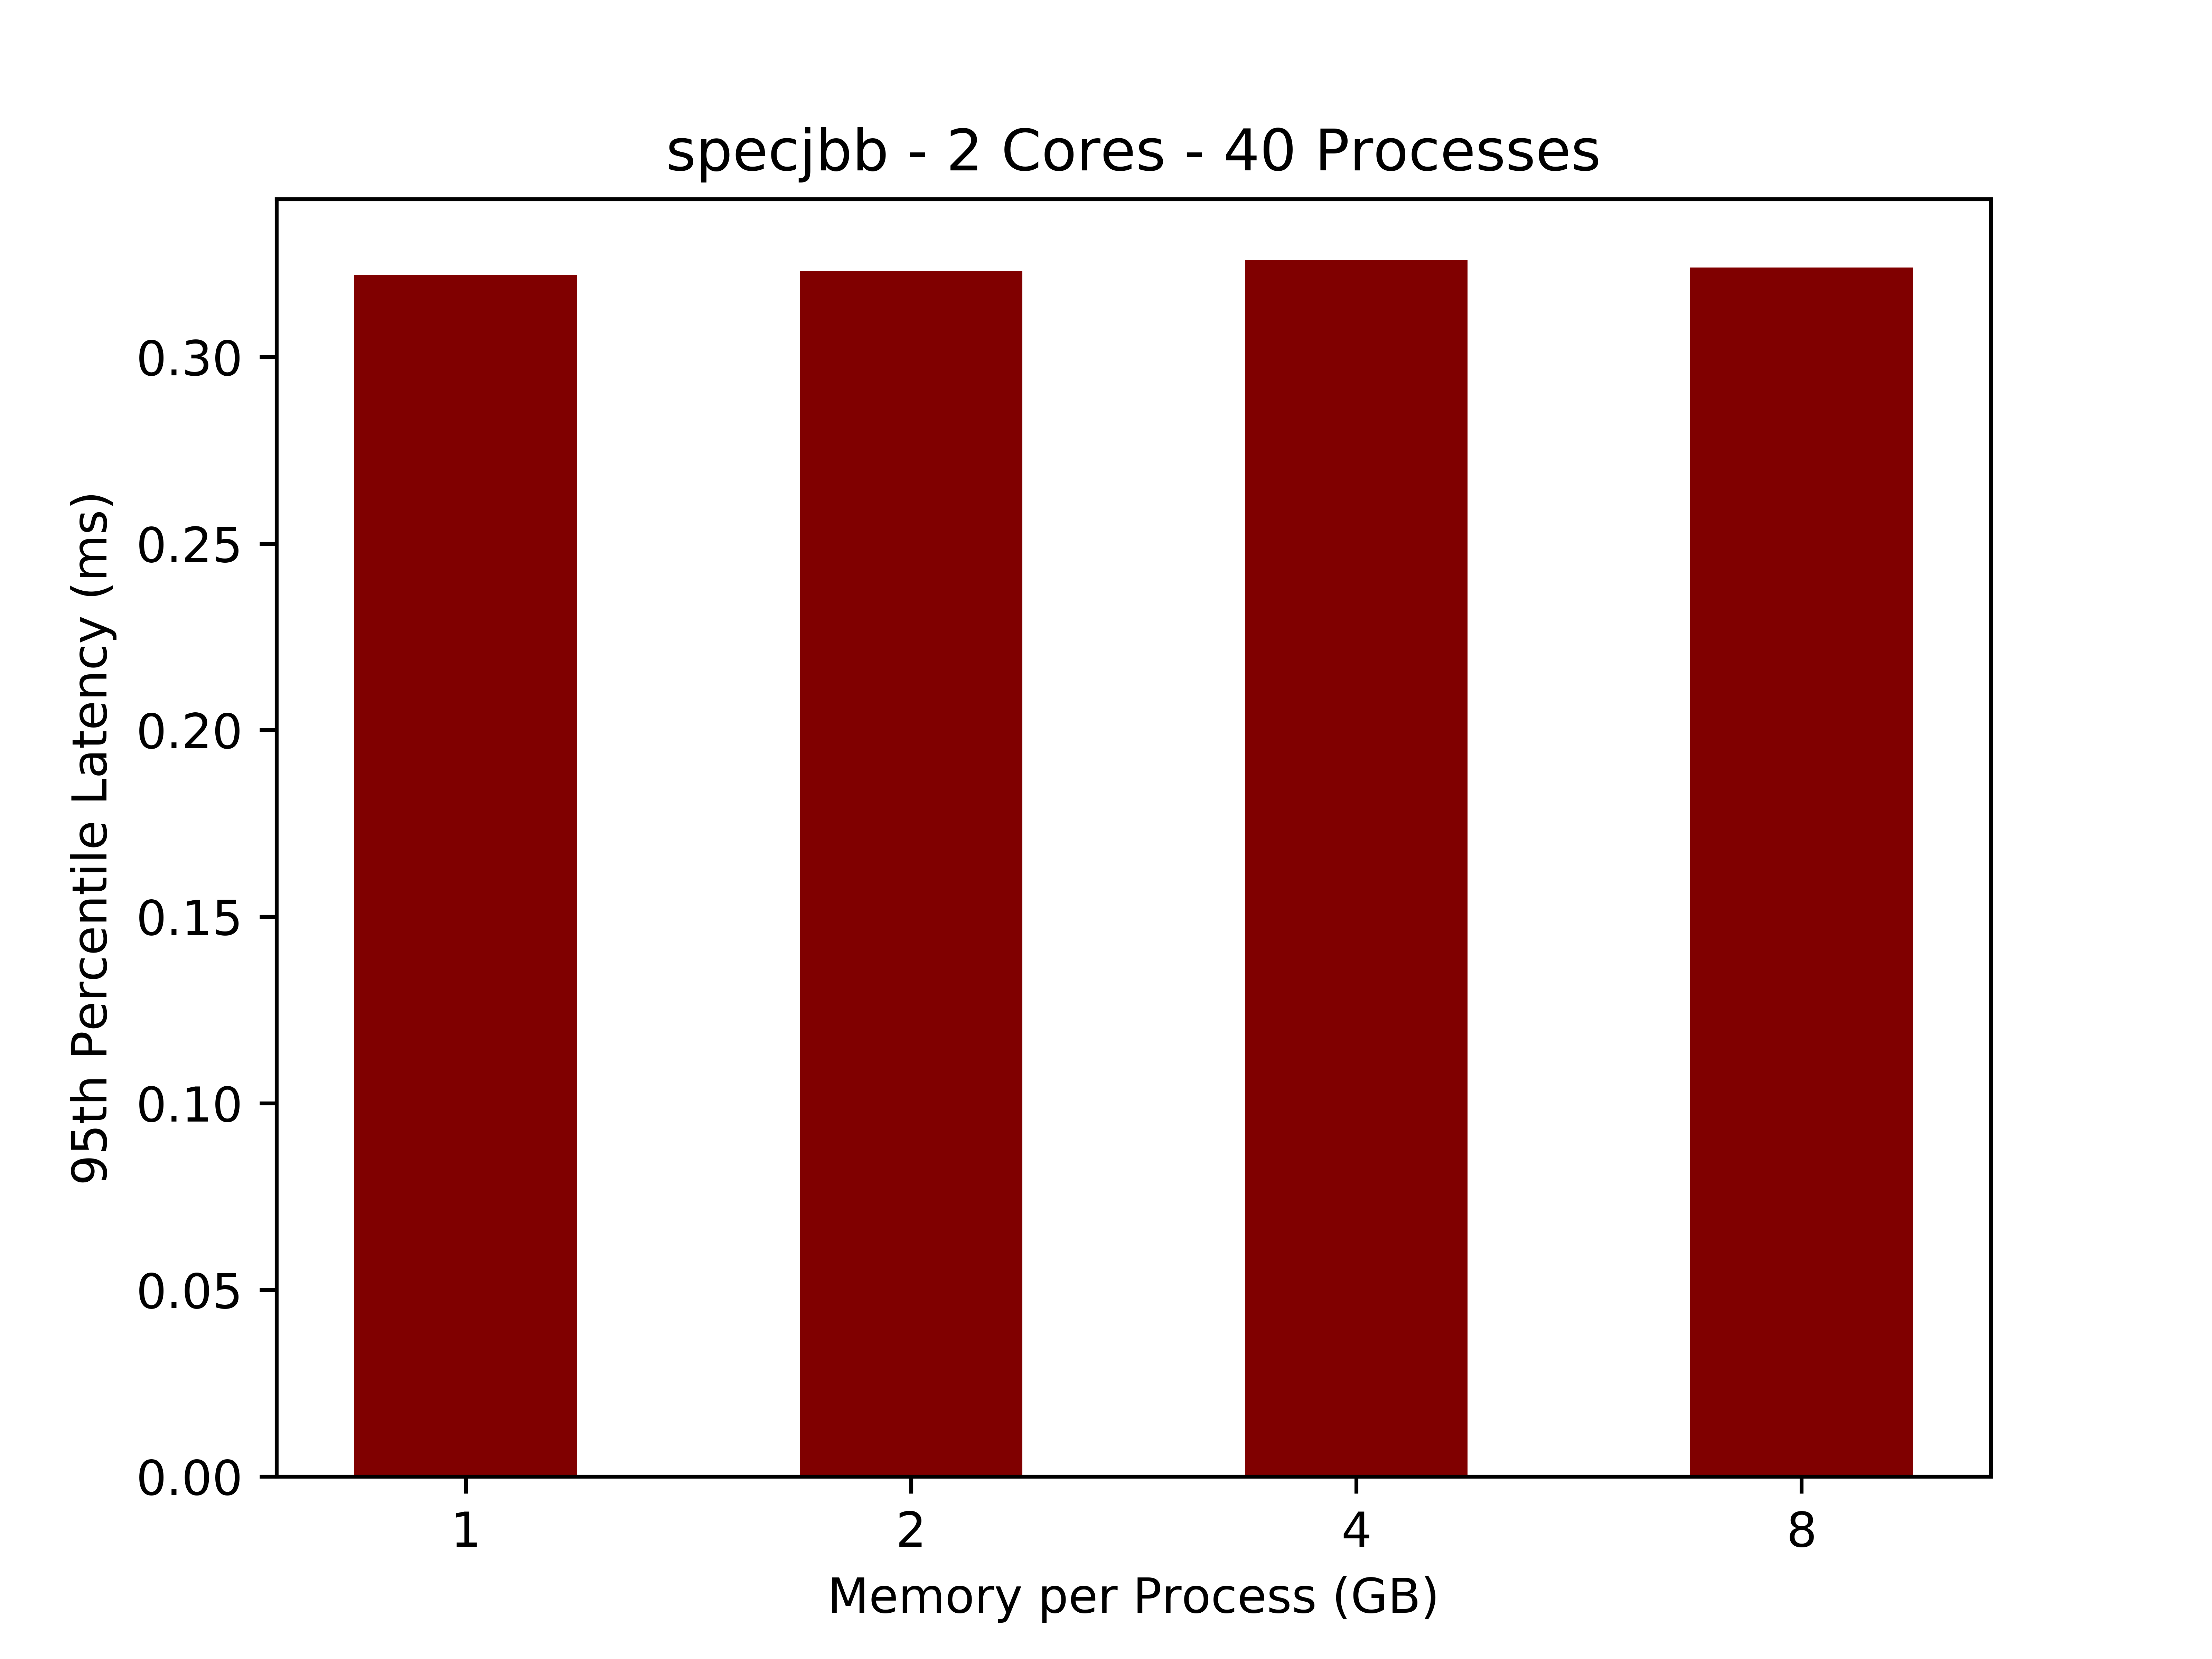 specjbb - 2 Cores - 40 Processes
95th Percentile Latency (ms)
0.30
0.25
0.20
0.15
0.10
0.05
0.00
1 2 4 8
Memory per Process (GB)